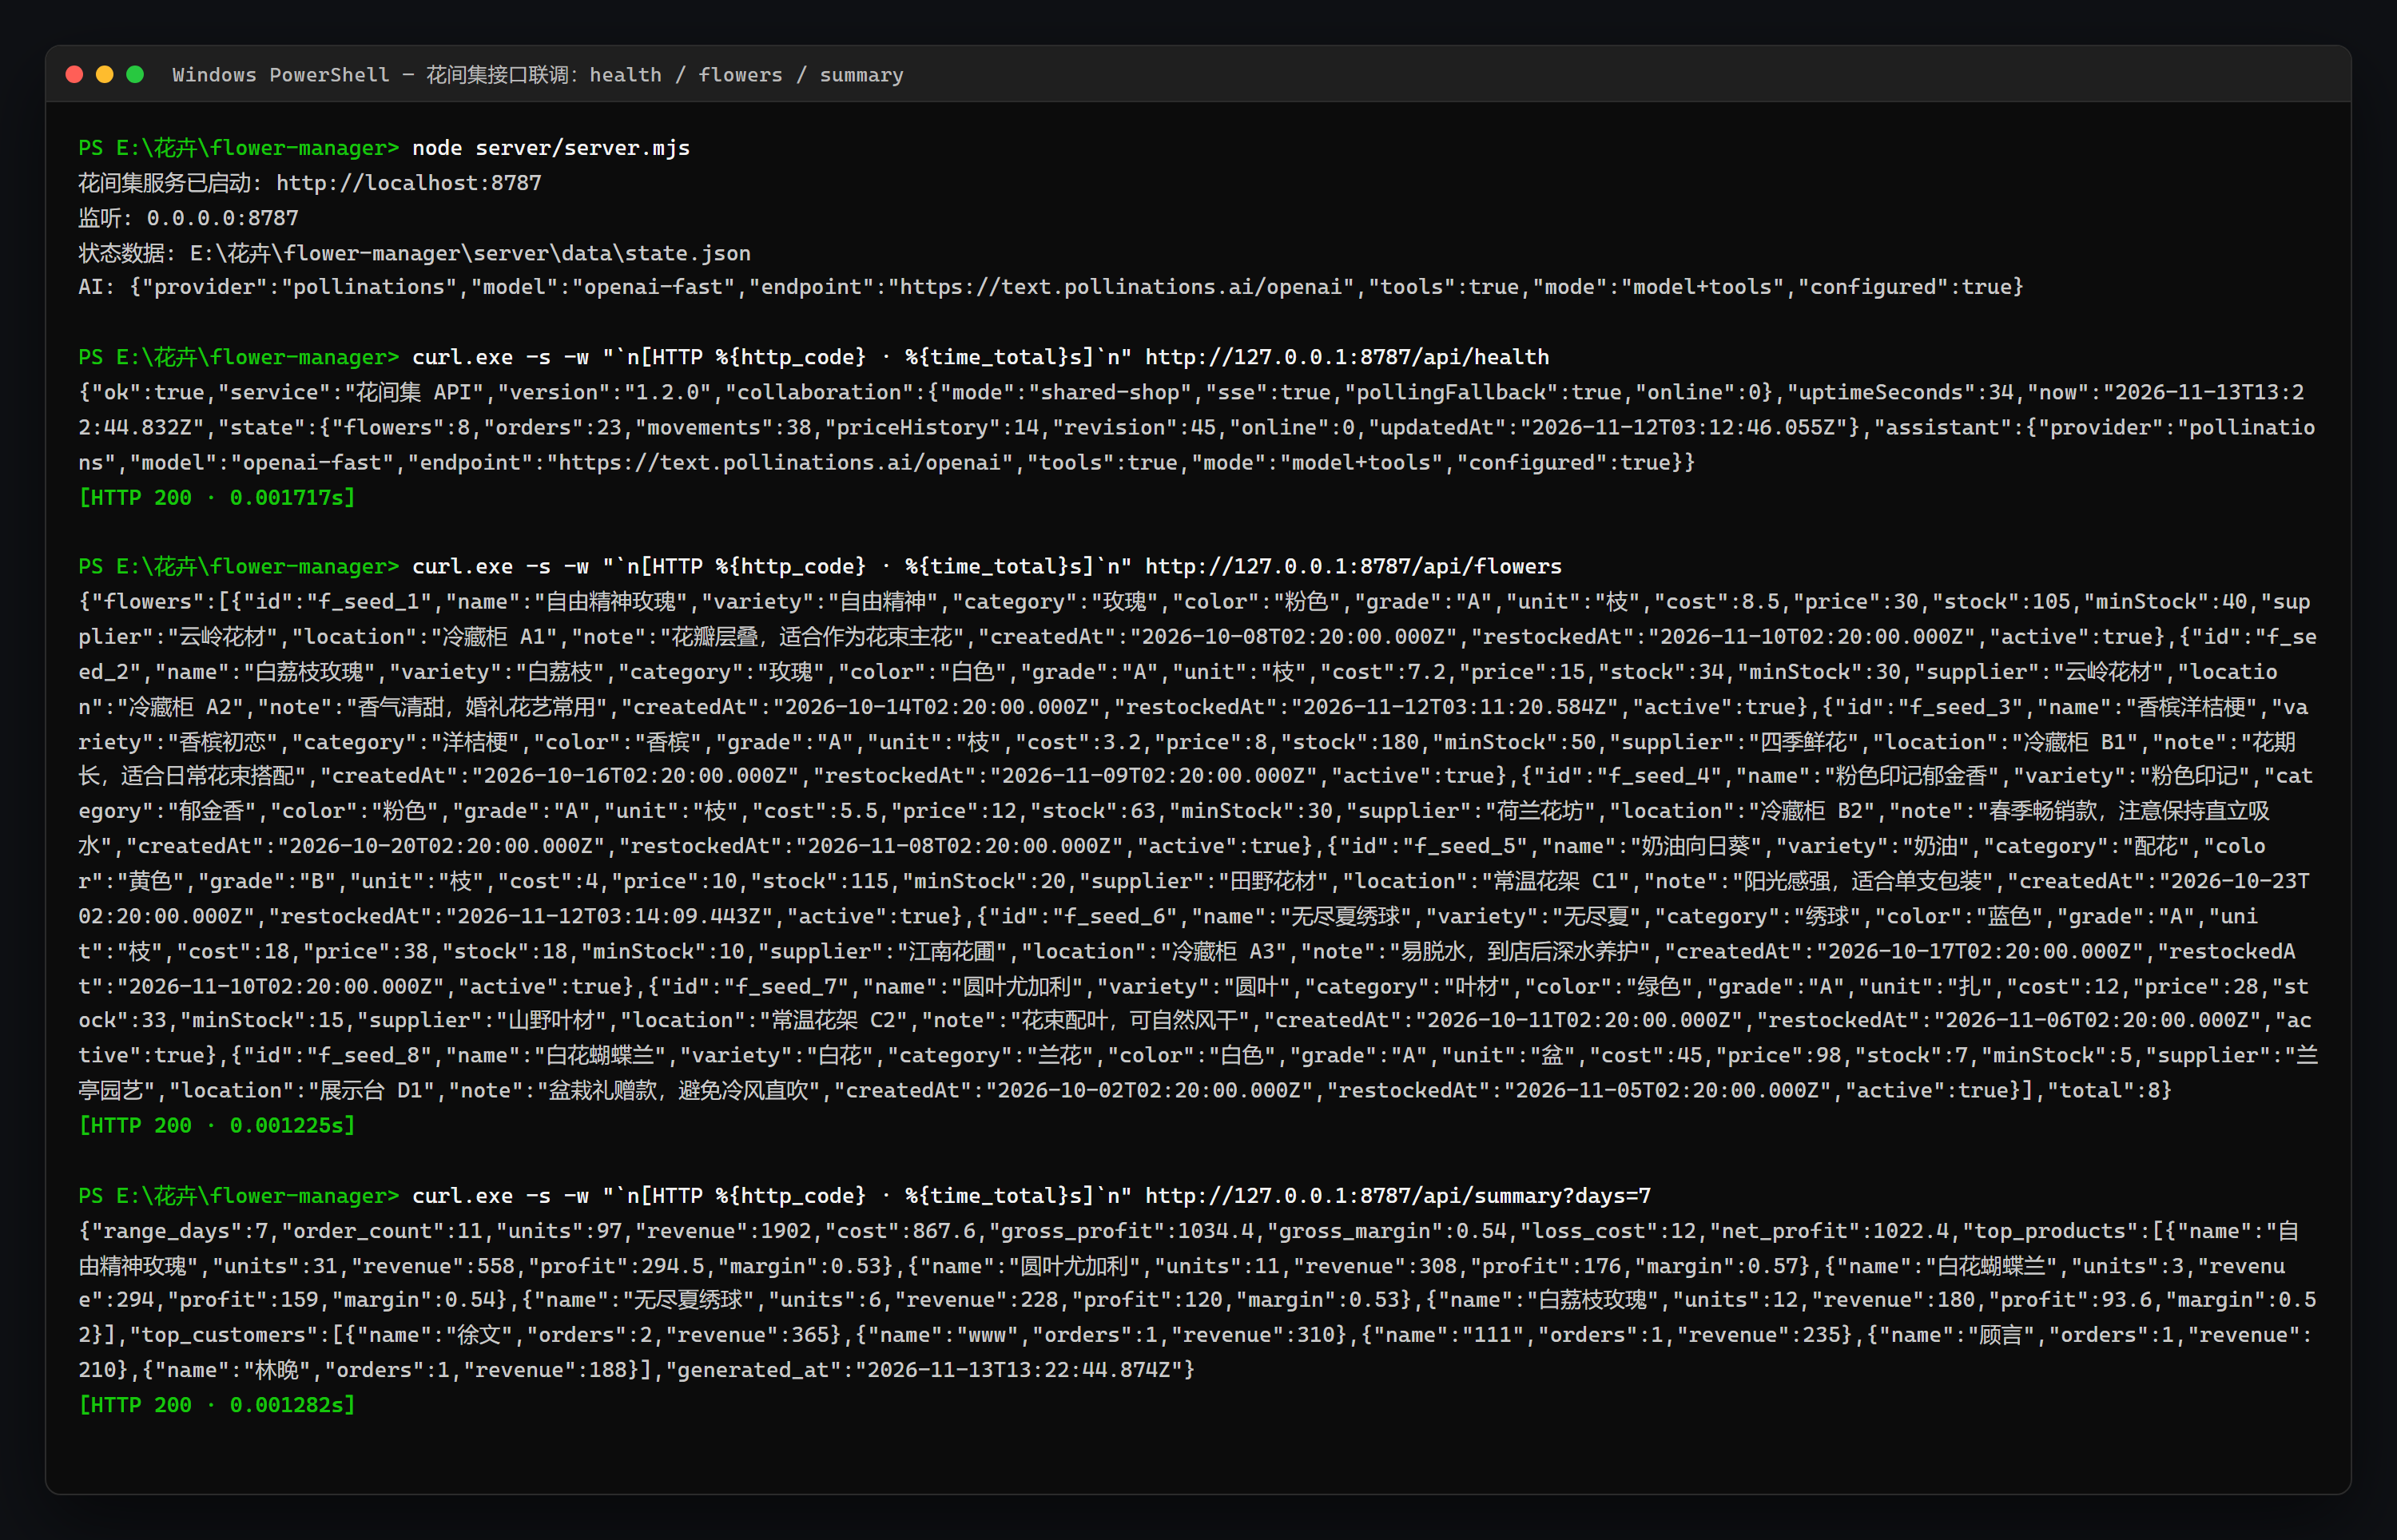 Windows PowerShell — 花间集接口联调: health / flowers / summary
PS E:\花卉\flower-manager> node server/server.mjs
花间集服务已启动: http://localhost:8787
监听: 0.0.0.0:8787
状态数据: E:\花卉\flower-manager\server\data\state.json
AI: {"provider":"pollinations","model":"openai-fast","endpoint":"https://text.pollinations.ai/openai","tools":true,"mode":"model+tools","configured":true}
PS E:\花卉\flower-manager> curl.exe -s -w "`n[HTTP %{http_code} · %{time_total}s]`n" http://127.0.0.1:8787/api/health
{"ok":true,"service":"花间集 API","version":"1.2.0","collaboration":{"mode":"shared-shop","sse":true,"pollingFallback":true,"online":0},"uptimeSeconds":34,"now":"2026-11-13T13:2
2:44.832Z","state":{"flowers":8,"orders":23,"movements":38,"priceHistory":14,"revision":45,"online":0,"updatedAt":"2026-11-12T03:12:46.055Z"},"assistant":{"provider":"pollinatio
ns","model":"openai-fast","endpoint":"https://text.pollinations.ai/openai","tools":true,"mode":"model+tools","configured":true}}
[HTTP 200 · 0.001717s]
PS E:\花卉\flower-manager> curl.exe -s -w "`n[HTTP %{http_code} · %{time_total}s]`n" http://127.0.0.1:8787/api/flowers
{"flowers":[{"id":"f_seed_1","name":"自由精神玫瑰","variety":"自由精神","category":"玫瑰","color":"粉色","grade":"A","unit":"枝","cost":8.5,"price":30,"stock":105,"minStock":40,"sup
plier":"云岭花材","location":"冷藏柜 A1","note":"花瓣层叠，适合作为花束主花","createdAt":"2026-10-08T02:20:00.000Z","restockedAt":"2026-11-10T02:20:00.000Z","active":true},{"id":"f_se
ed_2","name":"白荔枝玫瑰","variety":"白荔枝","category":"玫瑰","color":"白色","grade":"A","unit":"枝","cost":7.2,"price":15,"stock":34,"minStock":30,"supplier":"云岭花材","locatio
n":"冷藏柜 A2","note":"香气清甜，婚礼花艺常用","createdAt":"2026-10-14T02:20:00.000Z","restockedAt":"2026-11-12T03:11:20.584Z","active":true},{"id":"f_seed_3","name":"香槟洋桔梗","va
riety":"香槟初恋","category":"洋桔梗","color":"香槟","grade":"A","unit":"枝","cost":3.2,"price":8,"stock":180,"minStock":50,"supplier":"四季鲜花","location":"冷藏柜 B1","note":"花期
长，适合日常花束搭配","createdAt":"2026-10-16T02:20:00.000Z","restockedAt":"2026-11-09T02:20:00.000Z","active":true},{"id":"f_seed_4","name":"粉色印记郁金香","variety":"粉色印记","cat
egory":"郁金香","color":"粉色","grade":"A","unit":"枝","cost":5.5,"price":12,"stock":63,"minStock":30,"supplier":"荷兰花坊","location":"冷藏柜 B2","note":"春季畅销款，注意保持直立吸
水","createdAt":"2026-10-20T02:20:00.000Z","restockedAt":"2026-11-08T02:20:00.000Z","active":true},{"id":"f_seed_5","name":"奶油向日葵","variety":"奶油","category":"配花","colo
r":"黄色","grade":"B","unit":"枝","cost":4,"price":10,"stock":115,"minStock":20,"supplier":"田野花材","location":"常温花架 C1","note":"阳光感强，适合单支包装","createdAt":"2026-10-23T
02:20:00.000Z","restockedAt":"2026-11-12T03:14:09.443Z","active":true},{"id":"f_seed_6","name":"无尽夏绣球","variety":"无尽夏","category":"绣球","color":"蓝色","grade":"A","uni
t":"枝","cost":18,"price":38,"stock":18,"minStock":10,"supplier":"江南花圃","location":"冷藏柜 A3","note":"易脱水，到店后深水养护","createdAt":"2026-10-17T02:20:00.000Z","restockedA
t":"2026-11-10T02:20:00.000Z","active":true},{"id":"f_seed_7","name":"圆叶尤加利","variety":"圆叶","category":"叶材","color":"绿色","grade":"A","unit":"扎","cost":12,"price":28,"st
ock":33,"minStock":15,"supplier":"山野叶材","location":"常温花架 C2","note":"花束配叶，可自然风干","createdAt":"2026-10-11T02:20:00.000Z","restockedAt":"2026-11-06T02:20:00.000Z","ac
tive":true},{"id":"f_seed_8","name":"白花蝴蝶兰","variety":"白花","category":"兰花","color":"白色","grade":"A","unit":"盆","cost":45,"price":98,"stock":7,"minStock":5,"supplier":"兰
亭园艺","location":"展示台 D1","note":"盆栽礼赠款，避免冷风直吹","createdAt":"2026-10-02T02:20:00.000Z","restockedAt":"2026-11-05T02:20:00.000Z","active":true}],"total":8}
[HTTP 200 · 0.001225s]
PS E:\花卉\flower-manager> curl.exe -s -w "`n[HTTP %{http_code} · %{time_total}s]`n" http://127.0.0.1:8787/api/summary?days=7
{"range_days":7,"order_count":11,"units":97,"revenue":1902,"cost":867.6,"gross_profit":1034.4,"gross_margin":0.54,"loss_cost":12,"net_profit":1022.4,"top_products":[{"name":"自
由精神玫瑰","units":31,"revenue":558,"profit":294.5,"margin":0.53},{"name":"圆叶尤加利","units":11,"revenue":308,"profit":176,"margin":0.57},{"name":"白花蝴蝶兰","units":3,"revenu
e":294,"profit":159,"margin":0.54},{"name":"无尽夏绣球","units":6,"revenue":228,"profit":120,"margin":0.53},{"name":"白荔枝玫瑰","units":12,"revenue":180,"profit":93.6,"margin":0.5
2}],"top_customers":[{"name":"徐文","orders":2,"revenue":365},{"name":"www","orders":1,"revenue":310},{"name":"111","orders":1,"revenue":235},{"name":"顾言","orders":1,"revenue":
210},{"name":"林晚","orders":1,"revenue":188}],"generated_at":"2026-11-13T13:22:44.874Z"}
[HTTP 200 · 0.001282s]